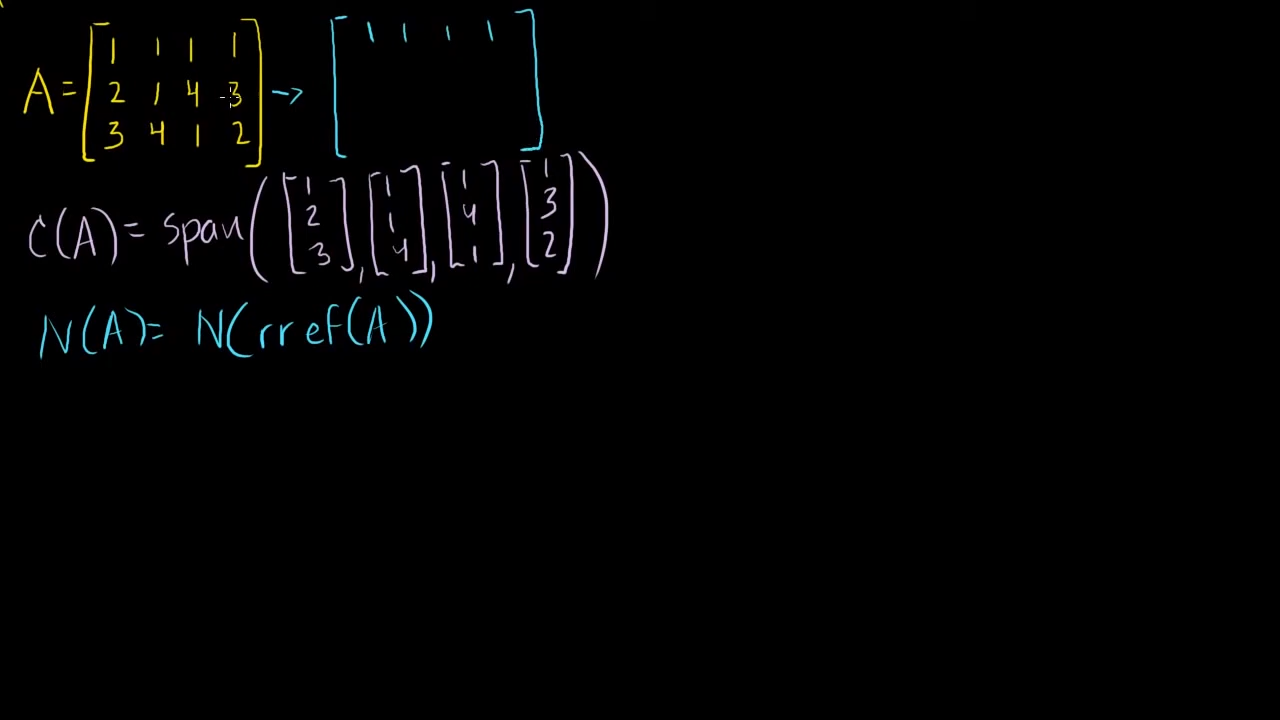 A = [1 1 1 1; 2 1 4 3; 3 4 1 2] → [1 1 1 1]
C(A) = span([1 2 3], [1 1 4], [1 4 1], [1 3 2])
N(A) = N(rref(A))